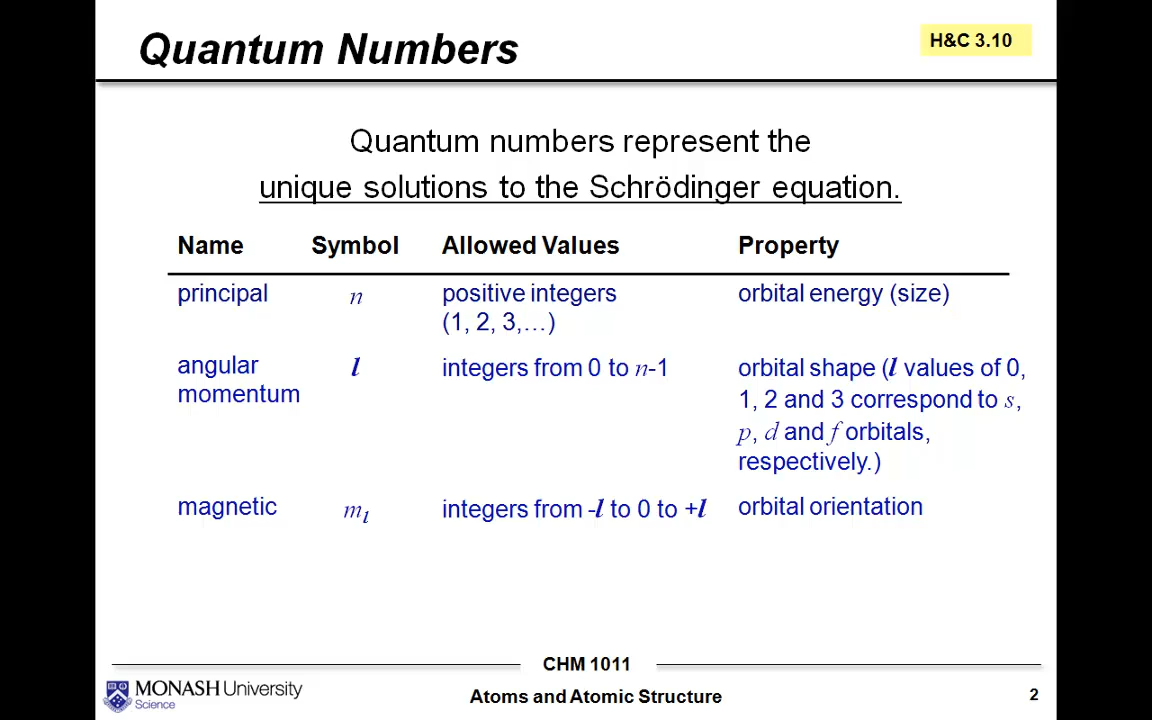 Quantum Numbers
H&C 3.10
Quantum numbers represent the
unique solutions to the Schrödinger equation.
Name Symbol Allowed Values Property
principal n positive integers orbital energy (size)
(1, 2, 3,…)
angular l integers from 0 to n-1 orbital shape (l values of 0,
momentum 1, 2 and 3 correspond to s,
p, d and f orbitals,
respectively.)
magnetic ml integers from -l to 0 to +l orbital orientation
CHM 1011
MONASH University
Science
Atoms and Atomic Structure
2